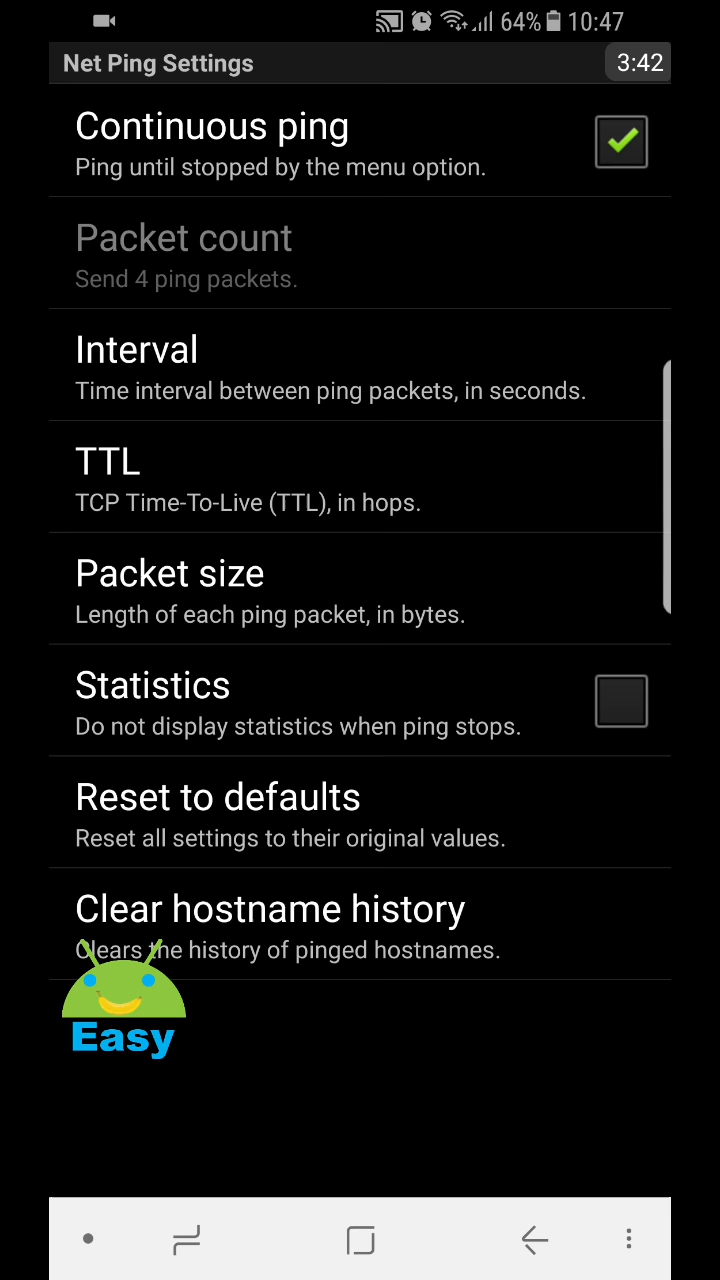 64% 10:47
Net Ping Settings
3:42
Continuous ping
Ping until stopped by the menu option.
Packet count
Send 4 ping packets.
Interval
Time interval between ping packets, in seconds.
TTL
TCP Time-To-Live (TTL), in hops.
Packet size
Length of each ping packet, in bytes.
Statistics
Do not display statistics when ping stops.
Reset to defaults
Reset all settings to their original values.
Clear hostname history
Clears the history of pinged hostnames.
Easy